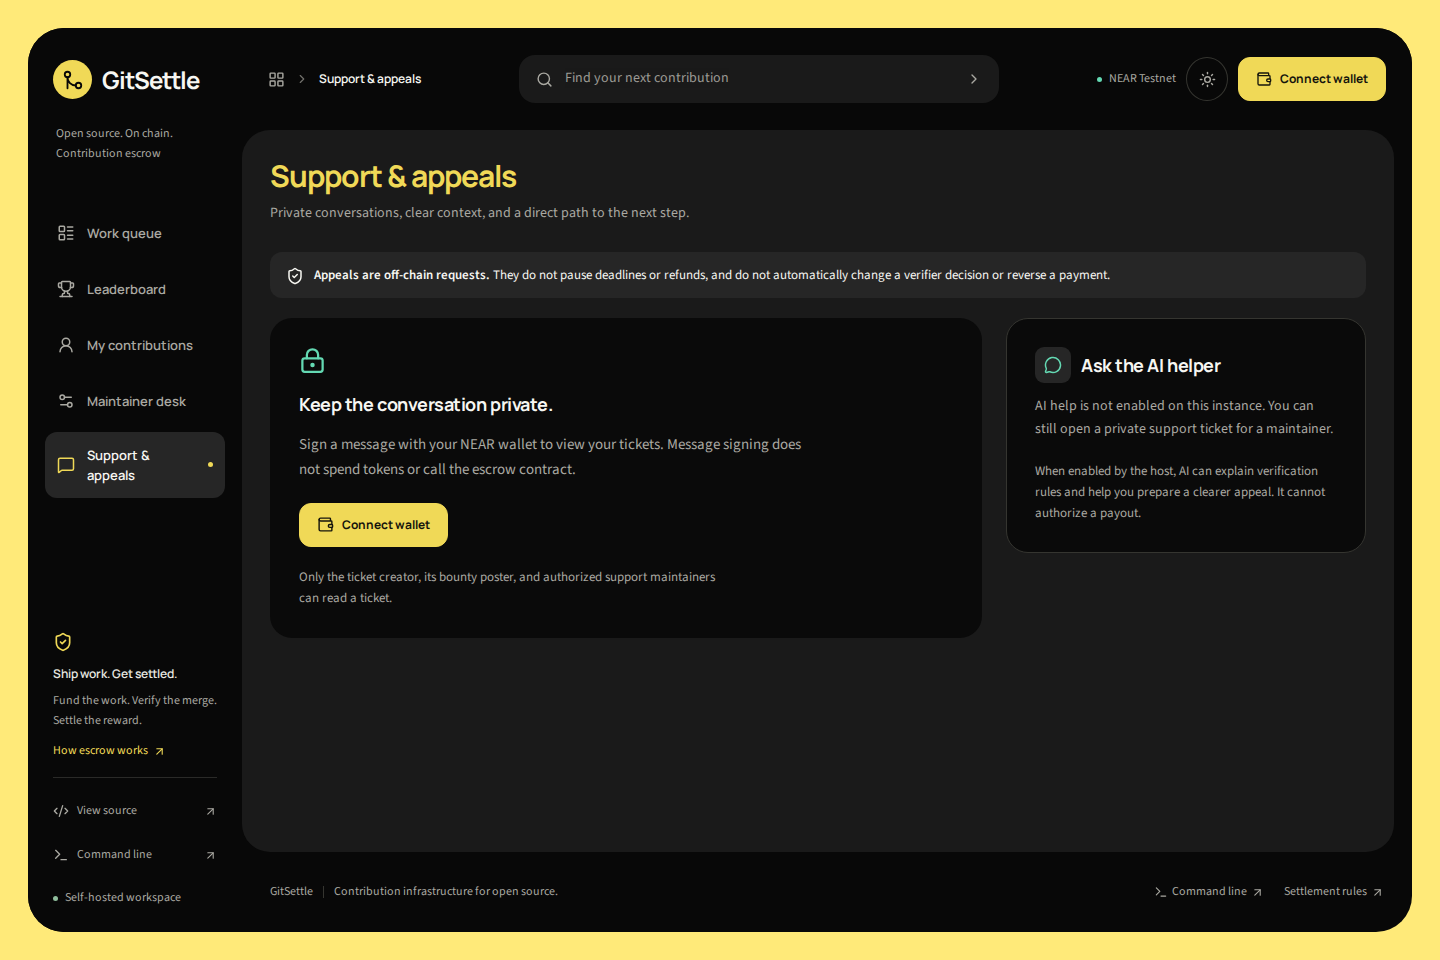 GitSettle
Support & appeals
Find your next contribution
NEAR Testnet
Connect wallet
Open source. On chain.
Contribution escrow
Work queue
Leaderboard
My contributions
Maintainer desk
Support &
appeals
Ship work. Get settled.
Fund the work. Verify the merge.
Settle the reward.
How escrow works
View source
Command line
Self-hosted workspace
Support & appeals
Private conversations, clear context, and a direct path to the next step.
Appeals are off-chain requests. They do not pause deadlines or refunds, and do not automatically change a verifier decision or reverse a payment.
Keep the conversation private.
Sign a message with your NEAR wallet to view your tickets. Message signing does
not spend tokens or call the escrow contract.
Connect wallet
Only the ticket creator, its bounty poster, and authorized support maintainers
can read a ticket.
Ask the AI helper
AI help is not enabled on this instance. You can
still open a private support ticket for a maintainer.
When enabled by the host, AI can explain verification
rules and help you prepare a clearer appeal. It cannot
authorize a payout.
GitSettle
Contribution infrastructure for open source.
Command line
Settlement rules